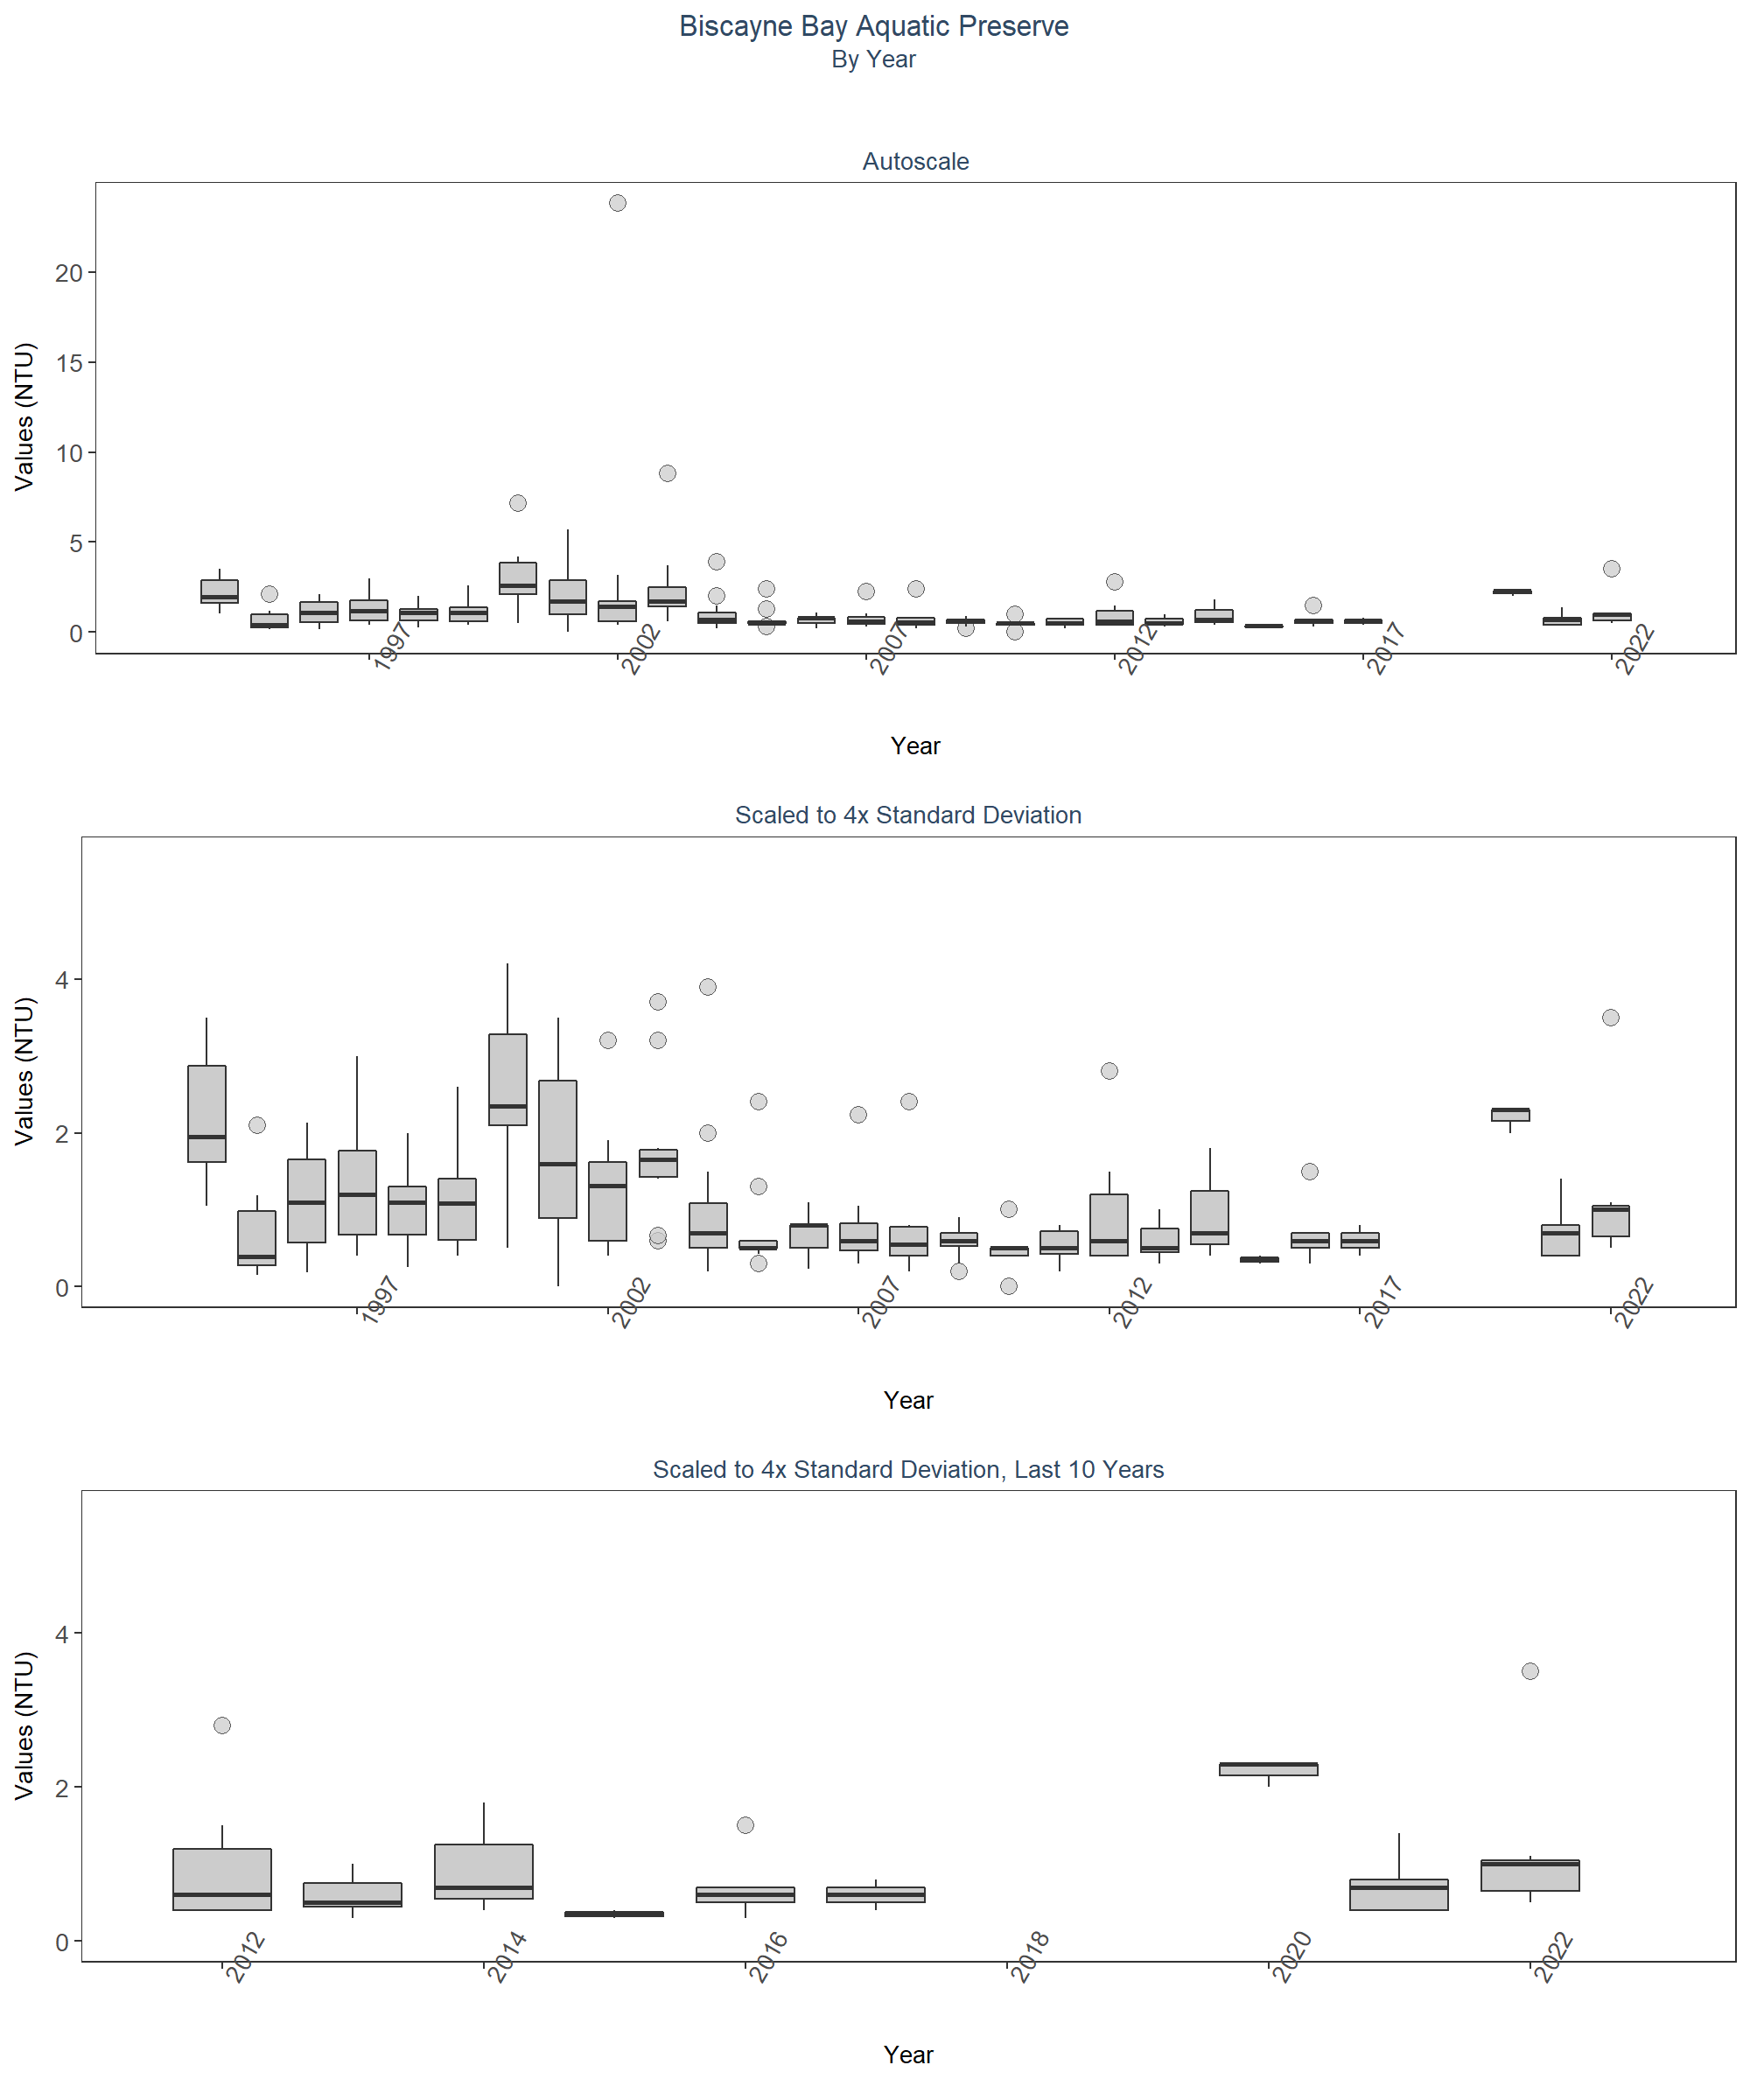 Biscayne Bay Aquatic Preserve
By Year
Autoscale
Values (NTU)
20
15
10
5
0
1997 2002 2007 2012 2017 2022
Year
Scaled to 4x Standard Deviation
Values (NTU)
4
2
0
1997 2002 2007 2012 2017 2022
Year
Scaled to 4x Standard Deviation, Last 10 Years
Values (NTU)
4
2
0
2012 2014 2016 2018 2020 2022
Year